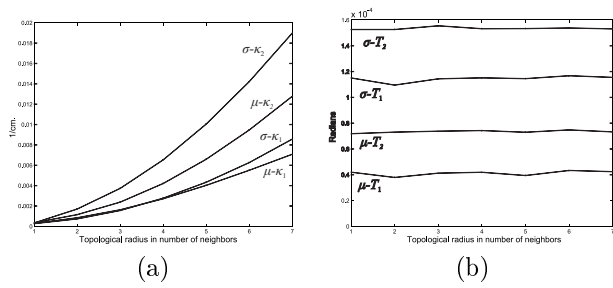 0.02
0.018
0.016
0.014
0.012
0.01
0.008
0.006
0.004
0.002
0
1/cm.
σ-κ₂
μ-κ₂
σ-κ₁
μ-κ₁
1 2 3 4 5 6 7
Topological radius in number of neighbors
(a)
x 10⁻⁴
1.6
1.4
1.2
1
0.8
0.6
0.4
0.2
0
Radians
σ-T₂
σ-T₁
μ-T₂
μ-T₁
1 2 3 4 5 6 7
Topological radius in number of neighbors
(b)